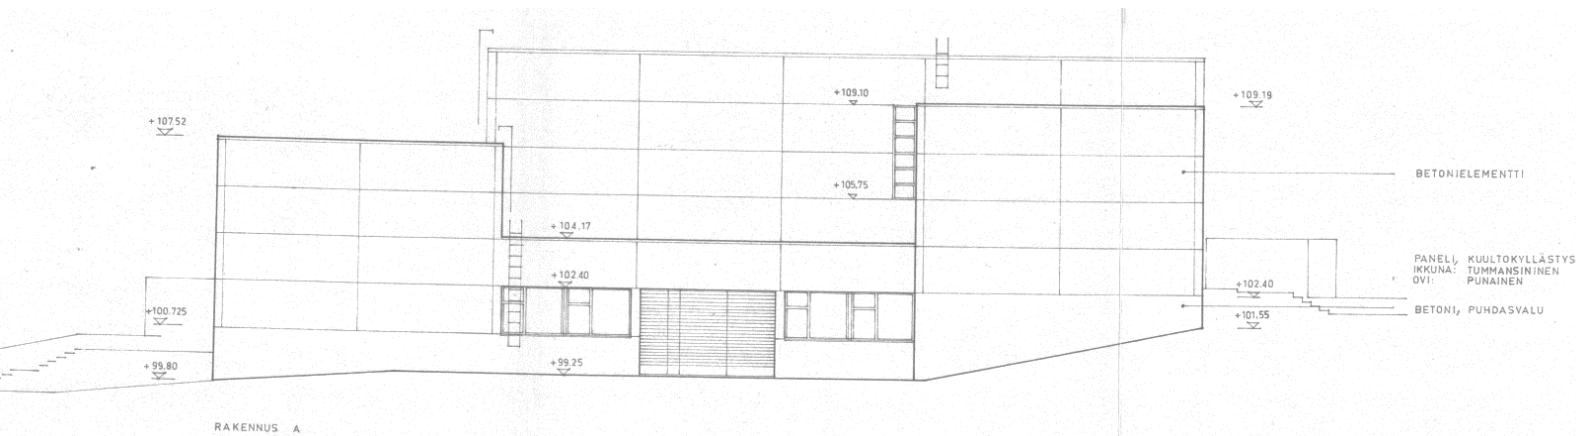 +109.10
+109.19
+107.52
BETONIELEMENTTI
+105,75
+104.17
PANELI, KUULTOKYLLÄSTYS
IKKUNA: TUMMANSININEN
OVI: PUNAINEN
+102.40
+102.40
+100.725
BETONI, PUHDASVALU
+101.55
+99.80
+99.25
RAKENNUS A